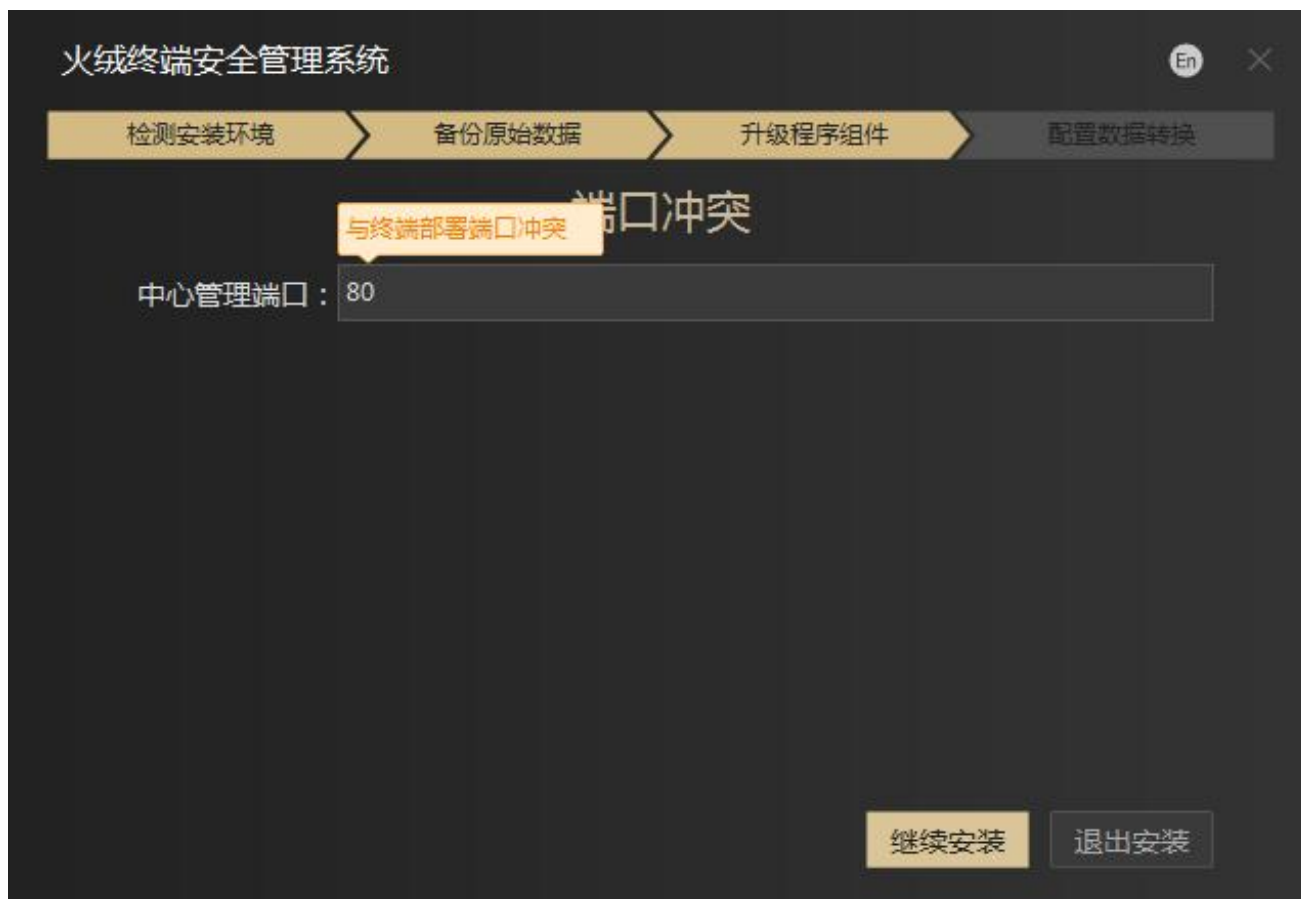 火绒终端安全管理系统 En
检测安装环境 备份原始数据 升级程序组件 配置数据转换
端口冲突
与终端部署端口冲突
中心管理端口：80
继续安装 退出安装